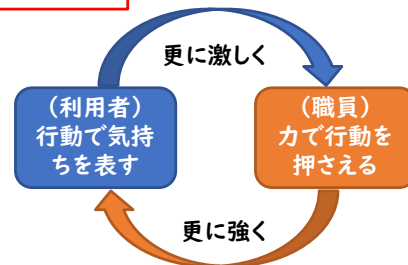 更に激しく
（利用者）
行動で気持
ちを表す
（職員）
力で行動を
押さえる
更に強く